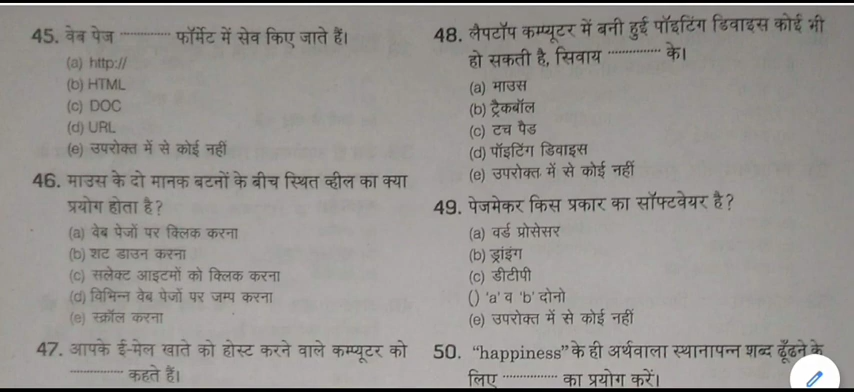 45. वेब पेज ............ फॉर्मेट में सेव किए जाते हैं।
(a) http://
(b) HTML
(c) DOC
(d) URL
(e) उपरोक्त में से कोई नहीं
46. माउस के दो मानक बटनों के बीच स्थित व्हील का क्या
प्रयोग होता है?
(a) वेब पेजों पर क्लिक करना
(b) शट डाउन करना
(c) सलेक्ट आइटमों को क्लिक करना
(d) विभिन्न वेब पेजों पर जम्प करना
(e) स्क्रॉल करना
47. आपके ई-मेल खाते को होस्ट करने वाले कम्प्यूटर को
............ कहते हैं।
48. लैपटॉप कम्प्यूटर में बनी हुई पॉइटिंग डिवाइस कोई भी
हो सकती है, सिवाय ............ के।
(a) माउस
(b) ट्रैकबॉल
(c) टच पैड
(d) पॉइटिंग डिवाइस
(e) उपरोक्त में से कोई नहीं
49. पेजमेकर किस प्रकार का सॉफ्टवेयर है?
(a) वर्ड प्रोसेसर
(b) ड्रांइंग
(c) डीटीपी
() 'a' व 'b' दोनो
(e) उपरोक्त में से कोई नहीं
50. “happiness” के ही अर्थवाला स्थानापन्न शब्द ढूँढने के
लिए ............ का प्रयोग करें।